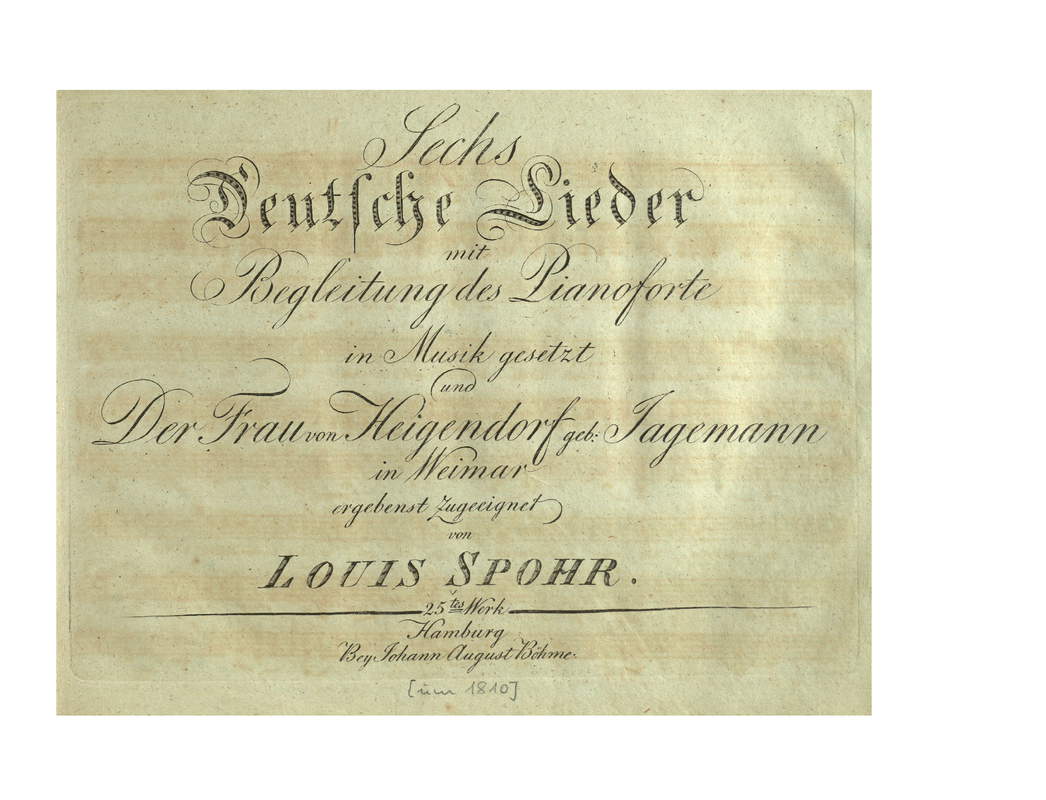 Sechs
Deutsche Lieder
mit
Begleitung des Pianoforte
in Musik gesetzt
und
Der Frau von Heigendorf geb: Jagemann
in Weimar
ergebenst zugeeignet
von
LOUIS SPOHR.
25tes Werk
Hamburg
Bey Johann August Böhme.
[um 1810]